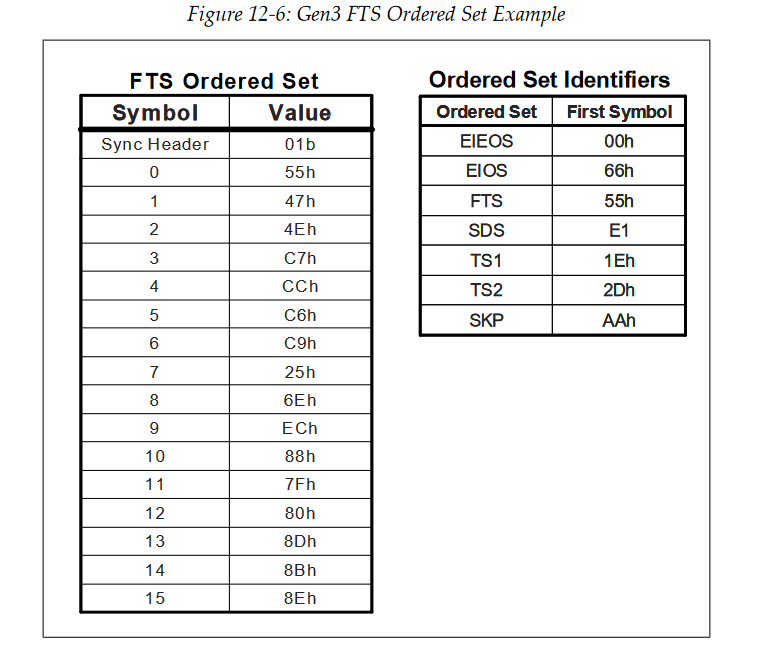 Figure 12-6: Gen3 FTS Ordered Set Example
FTS Ordered Set
Symbol Value
Sync Header 01b
0 55h
1 47h
2 4Eh
3 C7h
4 CCh
5 C6h
6 C9h
7 25h
8 6Eh
9 ECh
10 88h
11 7Fh
12 80h
13 8Dh
14 8Bh
15 8Eh
Ordered Set Identifiers
Ordered Set First Symbol
EIEOS 00h
EIOS 66h
FTS 55h
SDS E1
TS1 1Eh
TS2 2Dh
SKP AAh